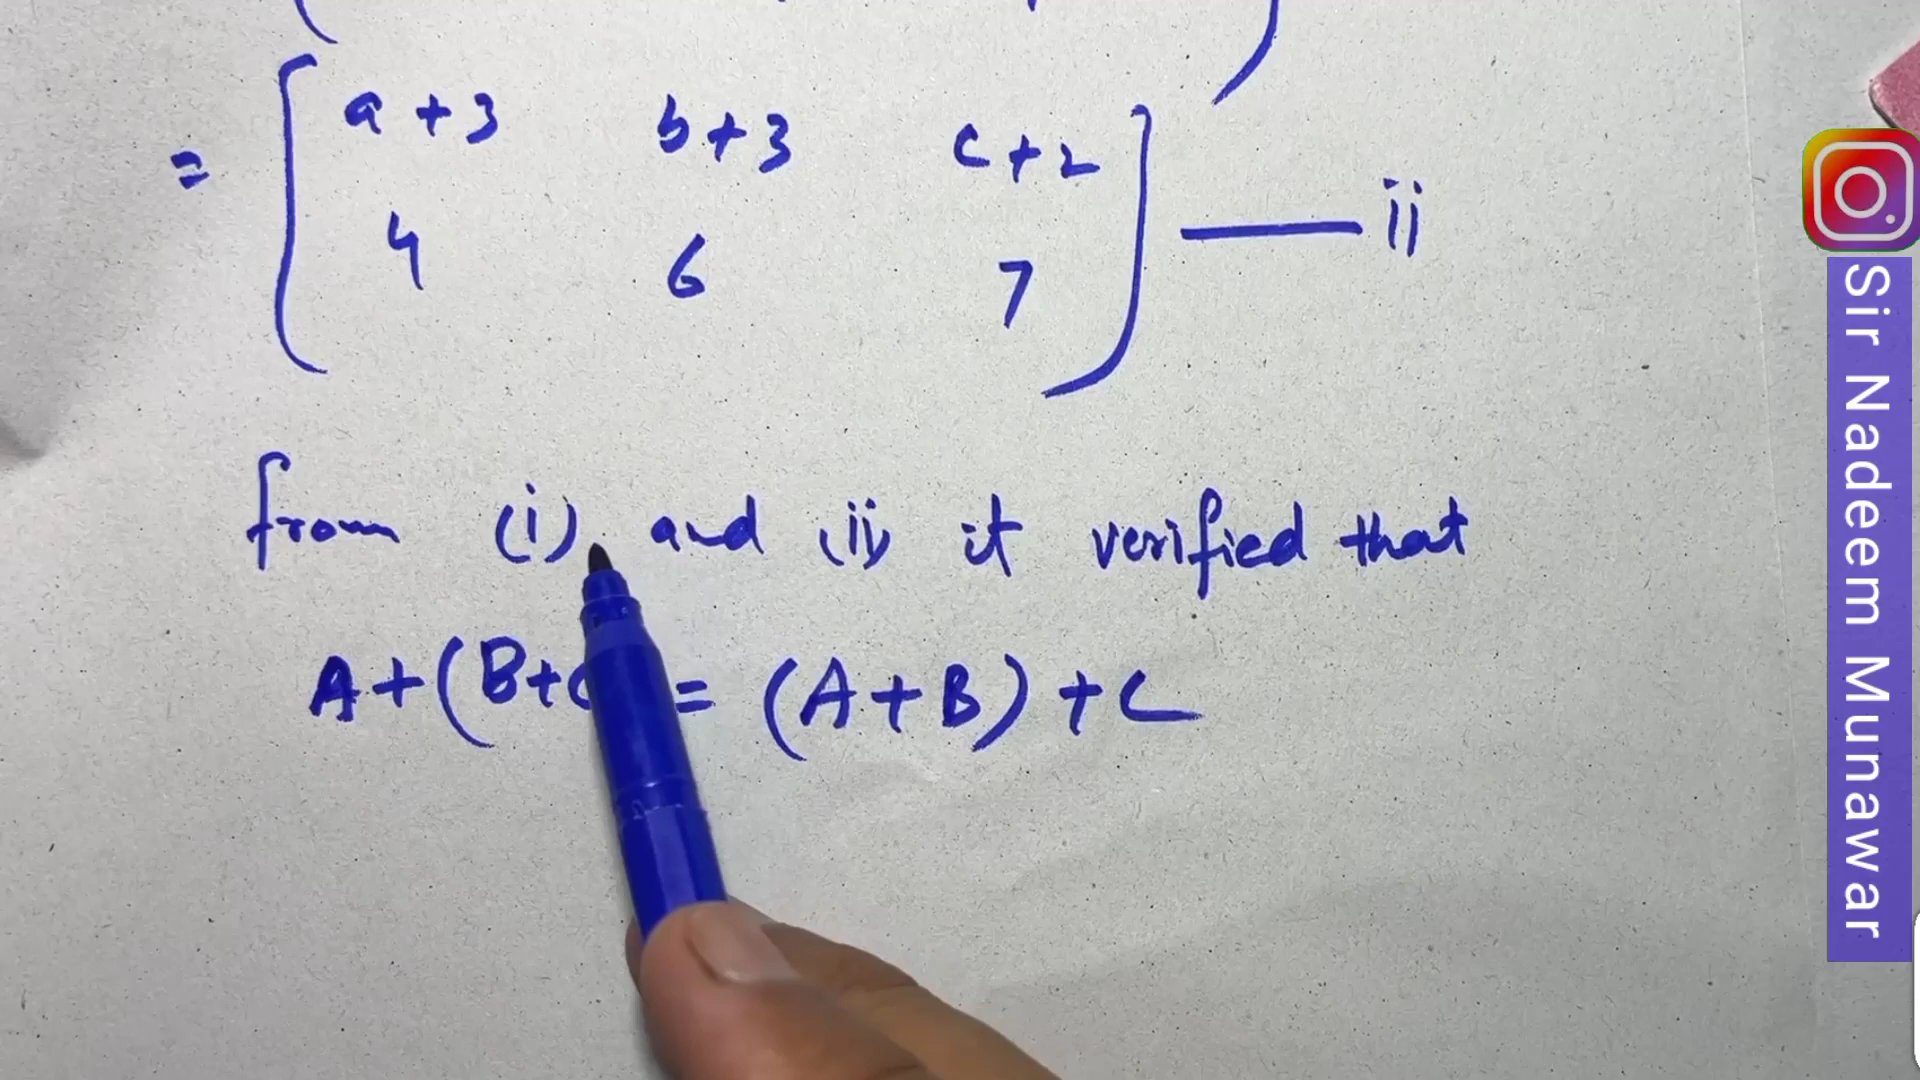 = [ a + 3 b + 3 c + 2 ] — ii
4 6 7
from (i) and (ii) it verified that
A + (B + C = (A + B) + C
Sir Nadeem Munawar